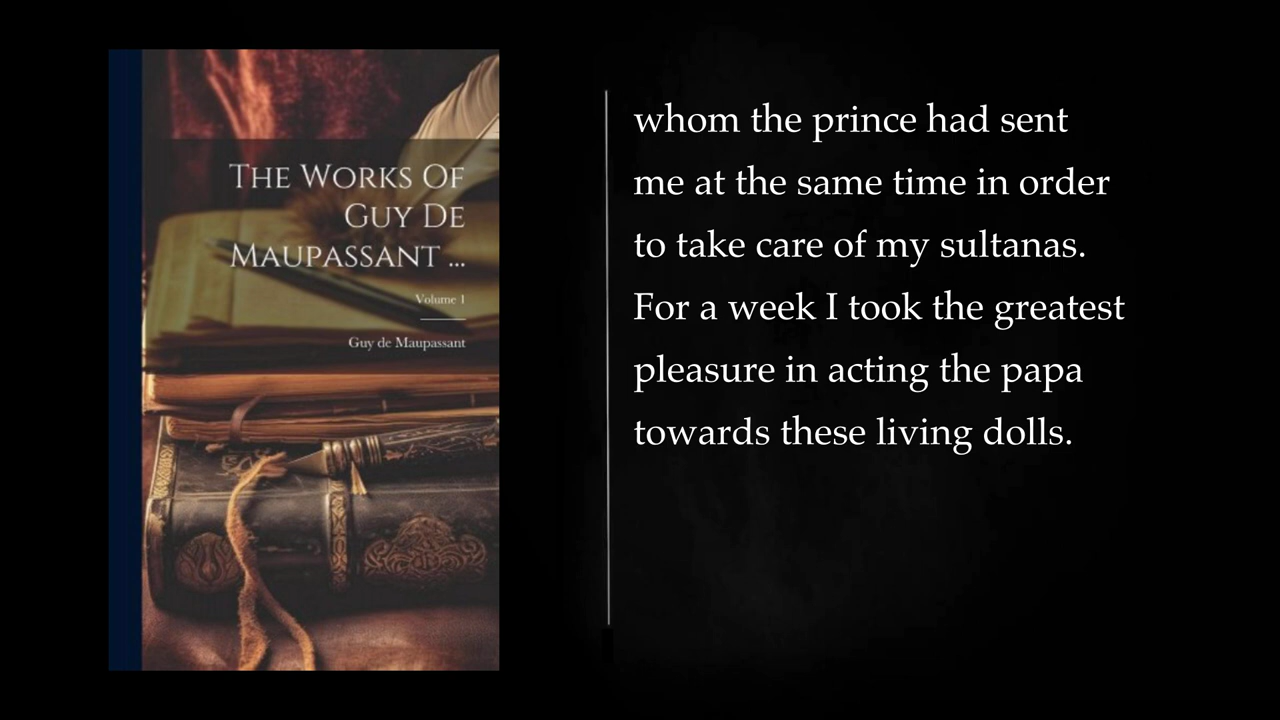 THE WORKS OF
GUY DE
MAUPASSANT ...
Volume 1
Guy de Maupassant
whom the prince had sent
me at the same time in order
to take care of my sultanas.
For a week I took the greatest
pleasure in acting the papa
towards these living dolls.